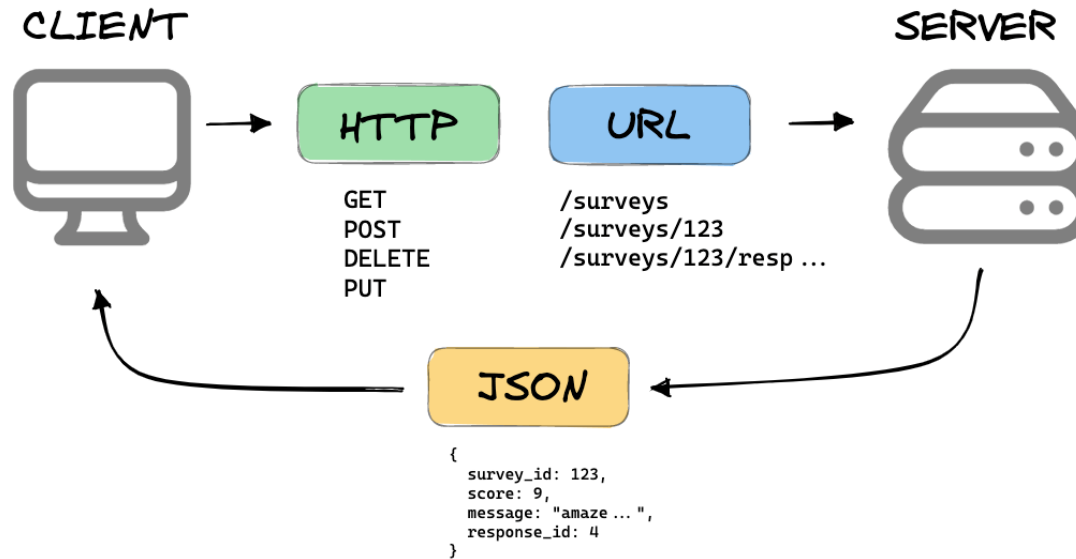 CLIENT
SERVER
HTTP
URL
GET
POST
DELETE
PUT
/surveys
/surveys/123
/surveys/123/resp...
JSON
{
  survey_id: 123,
  score: 9,
  message: "amaze...",
  response_id: 4
}